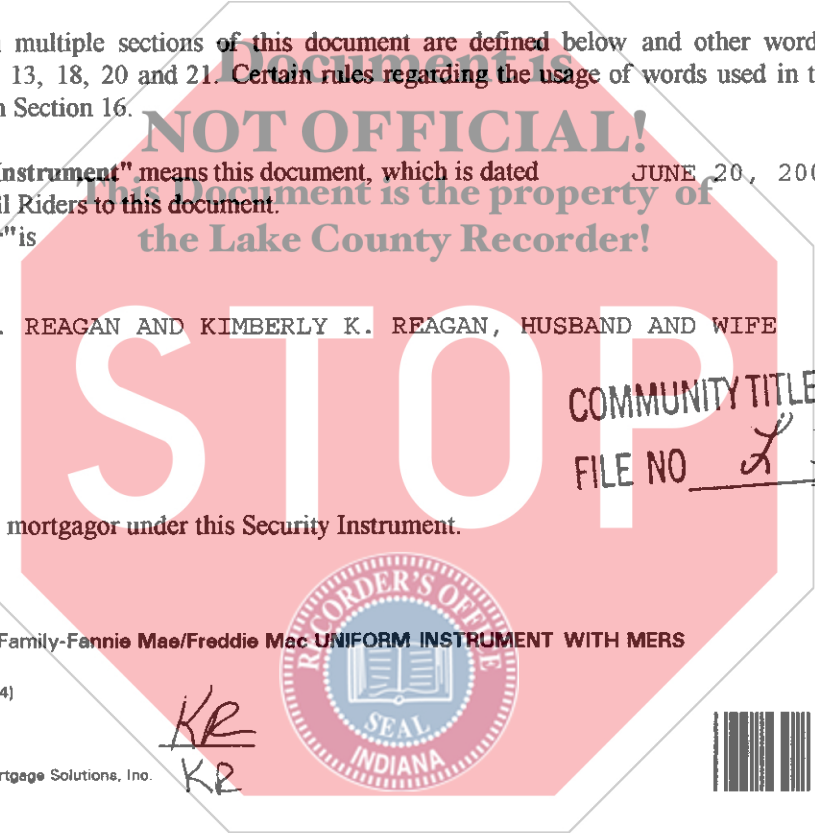 multiple sections of this document are defined below and other word
13, 18, 20 and 21. Certain rules regarding the usage of words used in t
Section 16.
Document is
NOT OFFICIAL!
This Document is the property of
the Lake County Recorder!
Instrument" means this document, which is dated JUNE 20, 200
Riders to this document.
" is
STOP
. REAGAN AND KIMBERLY K. REAGAN, HUSBAND AND WIFE
COMMUNITY TITLE
FILE NO
mortgagor under this Security Instrument.
RECORDER'S OFFICE
SEAL
INDIANA
Family-Fannie Mae/Freddie Mac UNIFORM INSTRUMENT WITH MERS
4)
KR
rtgage Solutions, Inc.
KR